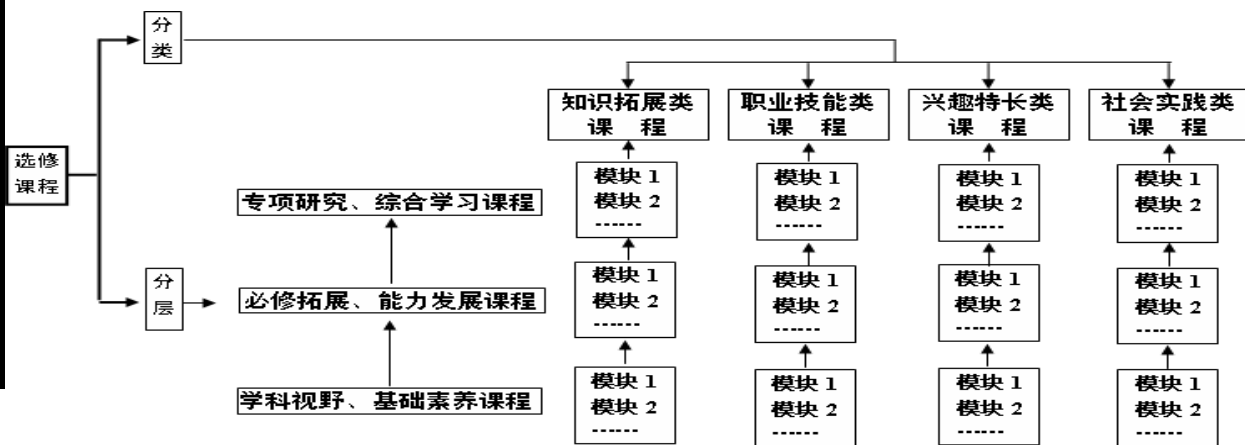 分
类
知识拓展类
课 程
职业技能类
课 程
兴趣特长类
课 程
社会实践类
课 程
选修
课程
模块 1
模块 2
------
模块 1
模块 2
------
模块 1
模块 2
------
模块 1
模块 2
------
专项研究、综合学习课程
分
层
必修拓展、能力发展课程
模块 1
模块 2
------
模块 1
模块 2
------
模块 1
模块 2
------
模块 1
模块 2
------
学科视野、基础素养课程
模块 1
模块 2
------
模块 1
模块 2
------
模块 1
模块 2
------
模块 1
模块 2
------